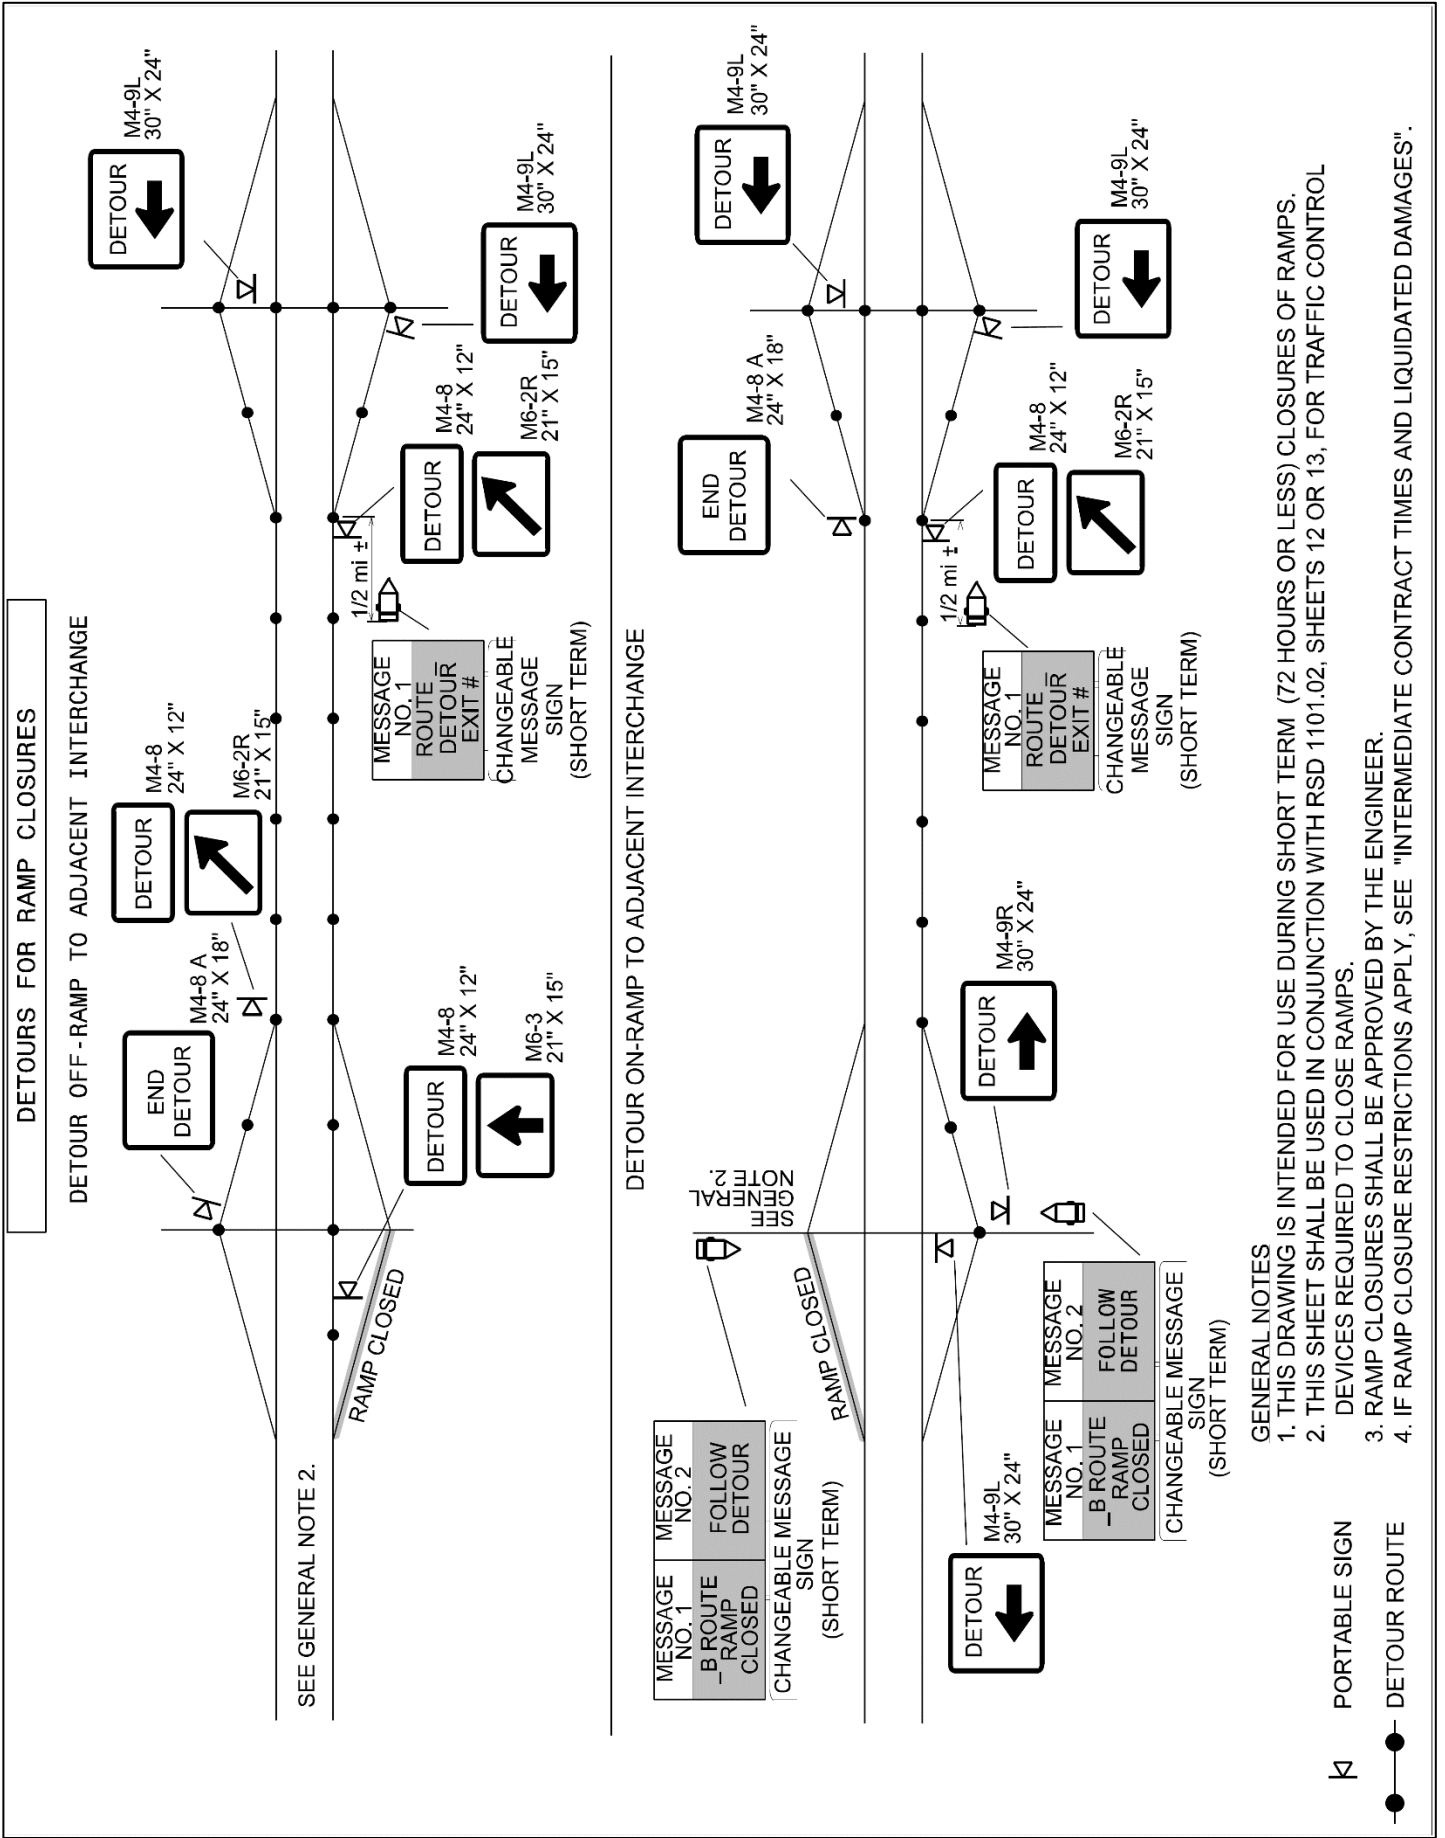 DETOURS FOR RAMP CLOSURES
DETOUR OFF-RAMP TO ADJACENT INTERCHANGE
SEE GENERAL NOTE 2.
RAMP CLOSED
END
DETOUR
M4-8 A
24" X 18"
DETOUR
M4-8
24" X 12"
M6-2R
21" X 15"
DETOUR
M4-8
24" X 12"
M6-3
21" X 15"
MESSAGE
NO. 1
ROUTE
DETOUR
EXIT #_
CHANGEABLE
MESSAGE
SIGN
(SHORT TERM)
1/2 mi ±
DETOUR
M4-8
24" X 12"
M6-2R
21" X 15"
DETOUR
M4-9L
30" X 24"
DETOUR
M4-9L
30" X 24"
DETOUR ON-RAMP TO ADJACENT INTERCHANGE
MESSAGE
NO. 1
MESSAGE
NO. 2
_B ROUTE
RAMP
CLOSED
FOLLOW
DETOUR
CHANGEABLE MESSAGE
SIGN
(SHORT TERM)
RAMP CLOSED
SEE
GENERAL
NOTE 2.
DETOUR
M4-9L
30" X 24"
MESSAGE
NO. 1
MESSAGE
NO. 2
_B ROUTE
RAMP
CLOSED
FOLLOW
DETOUR
CHANGEABLE MESSAGE
SIGN
(SHORT TERM)
DETOUR
M4-9R
30" X 24"
MESSAGE
NO. 1
ROUTE
DETOUR
EXIT #_
CHANGEABLE
MESSAGE
SIGN
(SHORT TERM)
1/2 mi ±
END
DETOUR
M4-8 A
24" X 18"
DETOUR
M4-8
24" X 12"
M6-2R
21" X 15"
DETOUR
M4-9L
30" X 24"
DETOUR
M4-9L
30" X 24"
GENERAL NOTES
1. THIS DRAWING IS INTENDED FOR USE DURING SHORT TERM (72 HOURS OR LESS) CLOSURES OF RAMPS.
2. THIS SHEET SHALL BE USED IN CONJUNCTION WITH RSD 1101.02, SHEETS 12 OR 13, FOR TRAFFIC CONTROL
DEVICES REQUIRED TO CLOSE RAMPS.
3. RAMP CLOSURES SHALL BE APPROVED BY THE ENGINEER.
4. IF RAMP CLOSURE RESTRICTIONS APPLY, SEE "INTERMEDIATE CONTRACT TIMES AND LIQUIDATED DAMAGES".
PORTABLE SIGN
DETOUR ROUTE